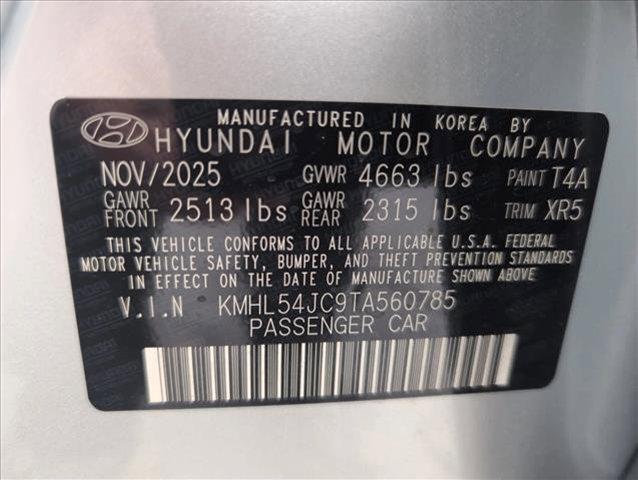 MANUFACTURED IN KOREA BY
HYUNDAI MOTOR COMPANY
NOV/2025 GVWR 4663 lbs PAINT T4A
GAWR FRONT 2513 lbs GAWR REAR 2315 lbs TRIM XR5
THIS VEHICLE CONFORMS TO ALL APPLICABLE U.S.A. FEDERAL
MOTOR VEHICLE SAFETY, BUMPER, AND THEFT PREVENTION STANDARDS
IN EFFECT ON THE DATE OF MANUFACTURE SHOWN ABOVE.
V.I.N KMHL54JC9TA560785
PASSENGER CAR